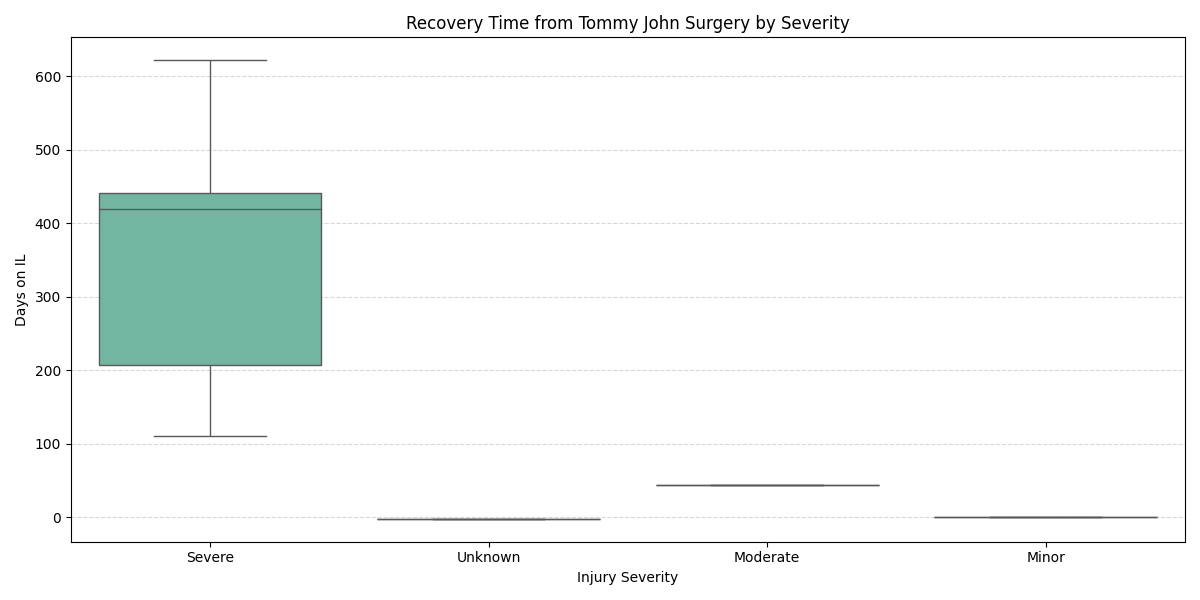 Recovery Time from Tommy John Surgery by Severity
Days on IL
600
500
400
300
200
100
0
Severe
Unknown
Moderate
Minor
Injury Severity